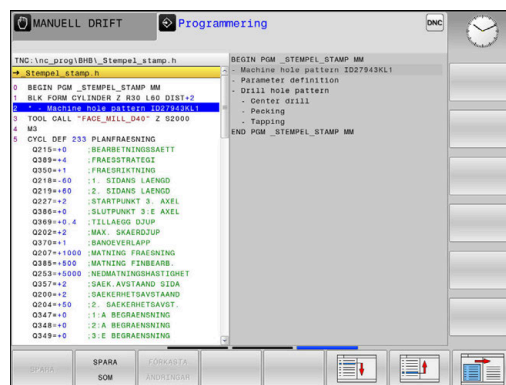 MANUELL DRIFT
Programmering
DNC
TNC:\nc_prog\BHB\_Stempel_stamp.h
→_Stempel_stamp.h
0 BEGIN PGM _STEMPEL_STAMP MM
1 BLK FORM CYLINDER Z R30 L60 DIST+2
2 * - Machine hole pattern ID27943KL1
3 TOOL CALL "FACE_MILL_D40" Z S2000
4 M3
5 CYCL DEF 233 PLANFRAESNING
Q215=+0 ;BEARBETNINGSSAETT
Q389=+4 ;FRAESSTRATEGI
Q350=+1 ;FRAESRIKTNING
Q218=-60 ;1. SIDANS LAENGD
Q219=+60 ;2. SIDANS LAENGD
Q227=+2 ;STARTPUNKT 3. AXEL
Q386=+0 ;SLUTPUNKT 3:E AXEL
Q369=+0.4 ;TILLAEGG DJUP
Q202=+2 ;MAX. SKAERDJUP
Q370=+1 ;BANOEVERLAPP
Q207=+1000 ;MATNING FRAESNING
Q385=+500 ;MATNING FINBEARB.
Q253=+5000 ;NEDMATNINGSHASTIGHET
Q357=+2 ;SAEK.AVSTAAND SIDA
Q200=+2 ;SAEKERHETSAVSTAAND
Q204=+50 ;2. SAEKERHETSAVST.
Q347=+0 ;1:A BEGRAENSNING
Q348=+0 ;2:A BEGRAENSNING
Q349=+0 ;3:E BEGRAENSNING
BEGIN PGM _STEMPEL_STAMP MM
- Machine hole pattern ID27943KL1
- Parameter definition
- Drill hole pattern
- Center drill
- Pecking
- Tapping
END PGM _STEMPEL_STAMP MM
SPARA
SPARA
SOM
FÖRKASTA
ÄNDRINGAR